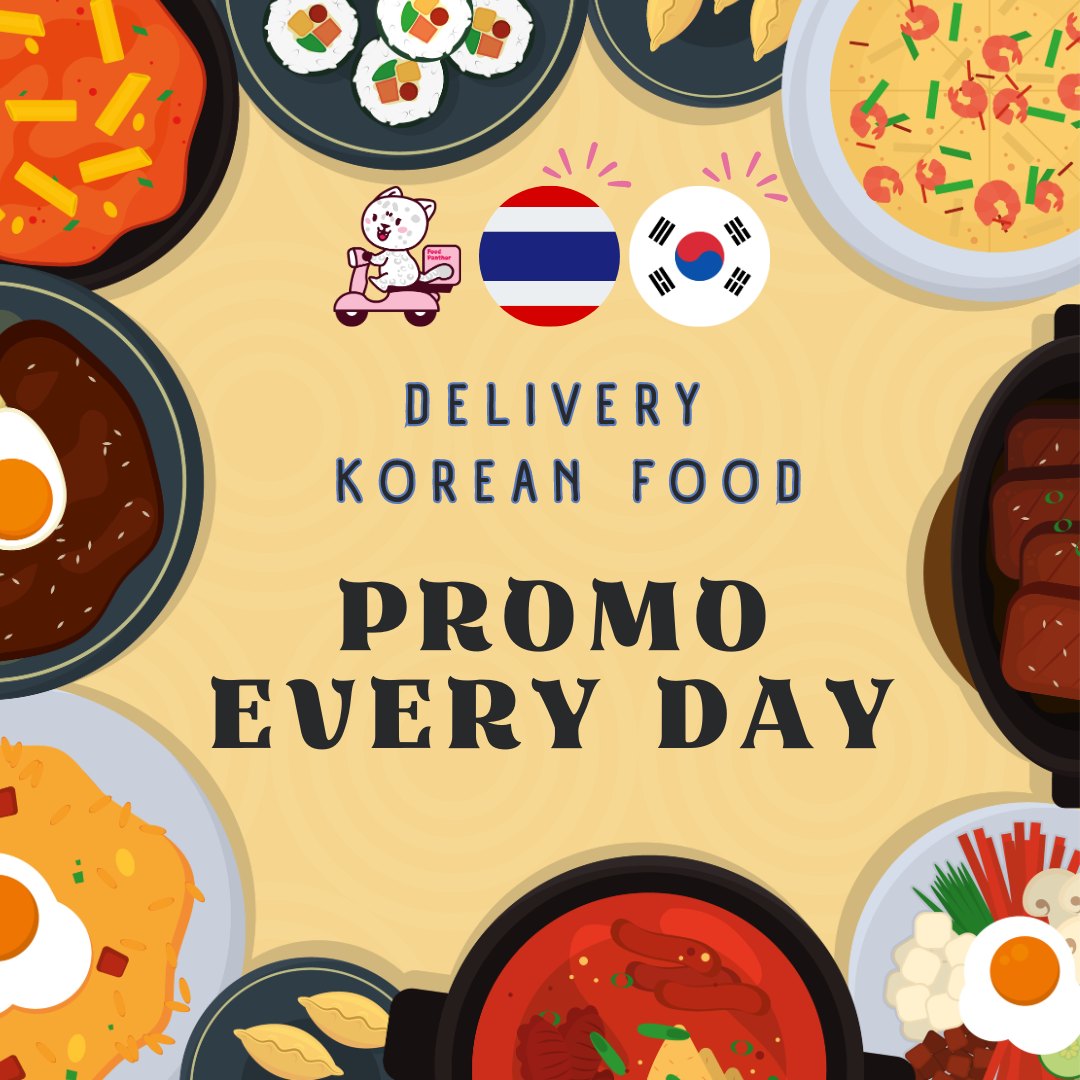 Food
Panther
DELIVERY
KOREAN FOOD
PROMO
EVERY DAY